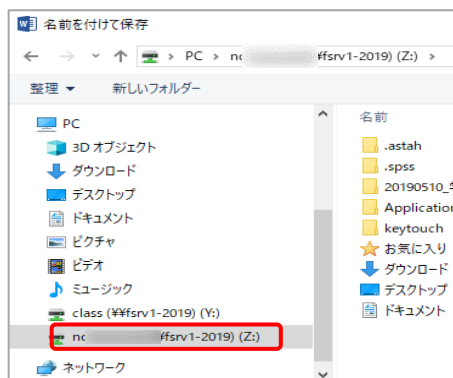 名前を付けて保存
PC > nc ¥fsrv1-2019) (Z:) >
整理 新しいフォルダー
PC
3D オブジェクト
ダウンロード
デスクトップ
ドキュメント
ピクチャ
ビデオ
ミュージック
class (¥¥fsrv1-2019) (Y:)
nc ¥fsrv1-2019) (Z:)
ネットワーク
名前
.astah
.spss
20190510_
Application
keytouch
お気に入り
ダウンロード
デスクトップ
ドキュメント